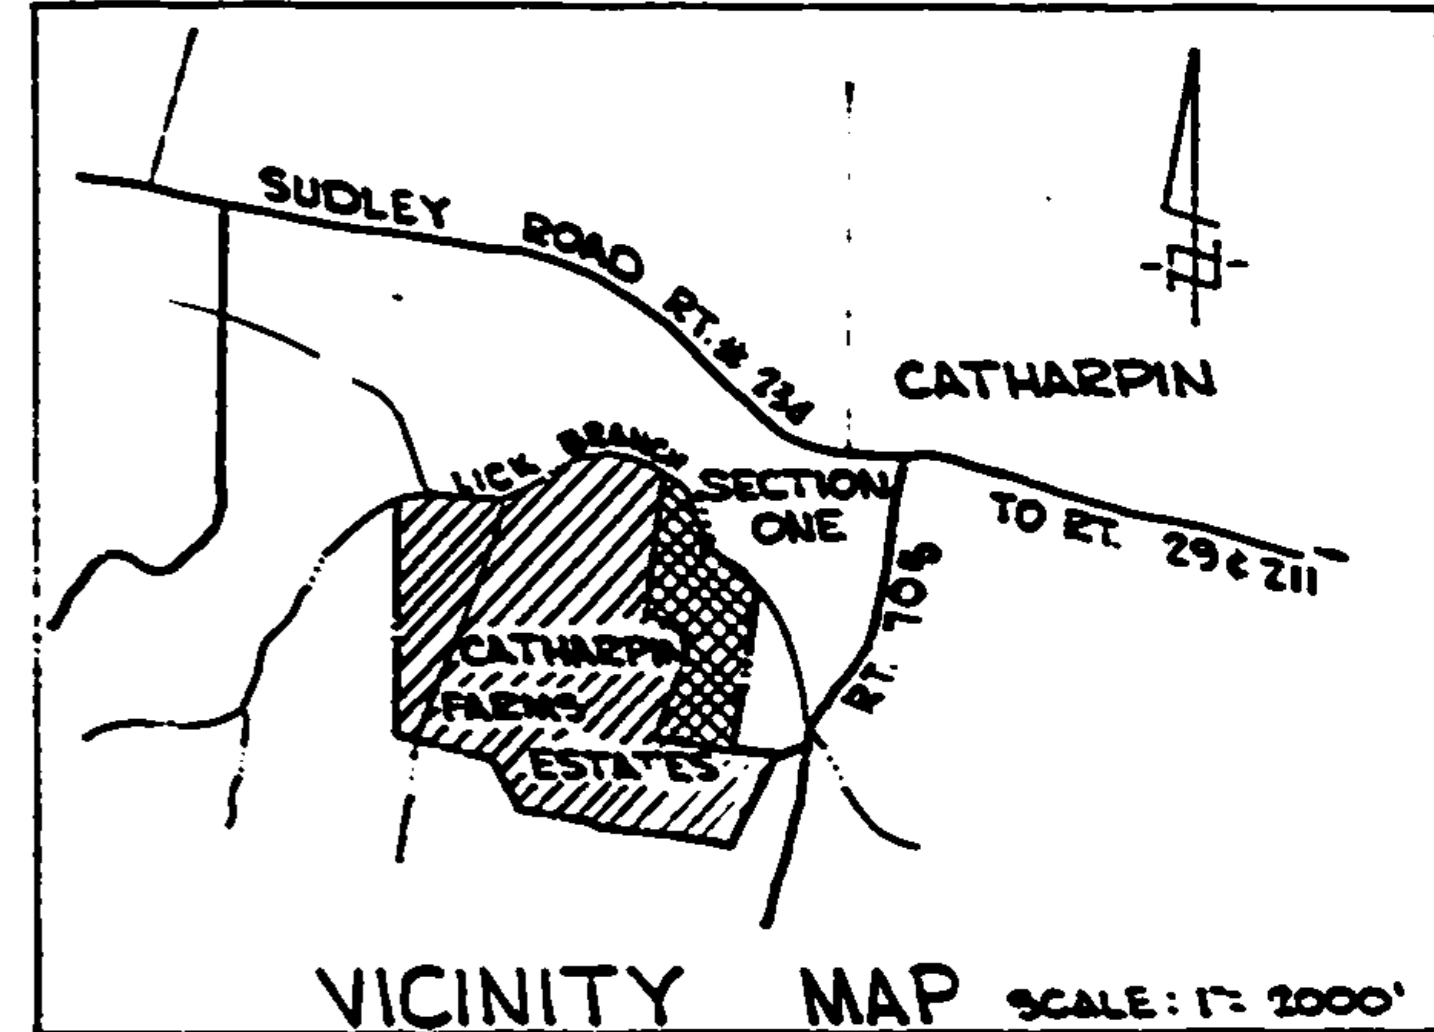 SUDLEY ROAD RT. # 234
CATHARPIN
LICK BRANCH
SECTION
ONE
TO RT. 29 & 211
RT. 705
CATHARPIN
FARMS
ESTATES
N
VICINITY MAP SCALE: 1"= 2000'